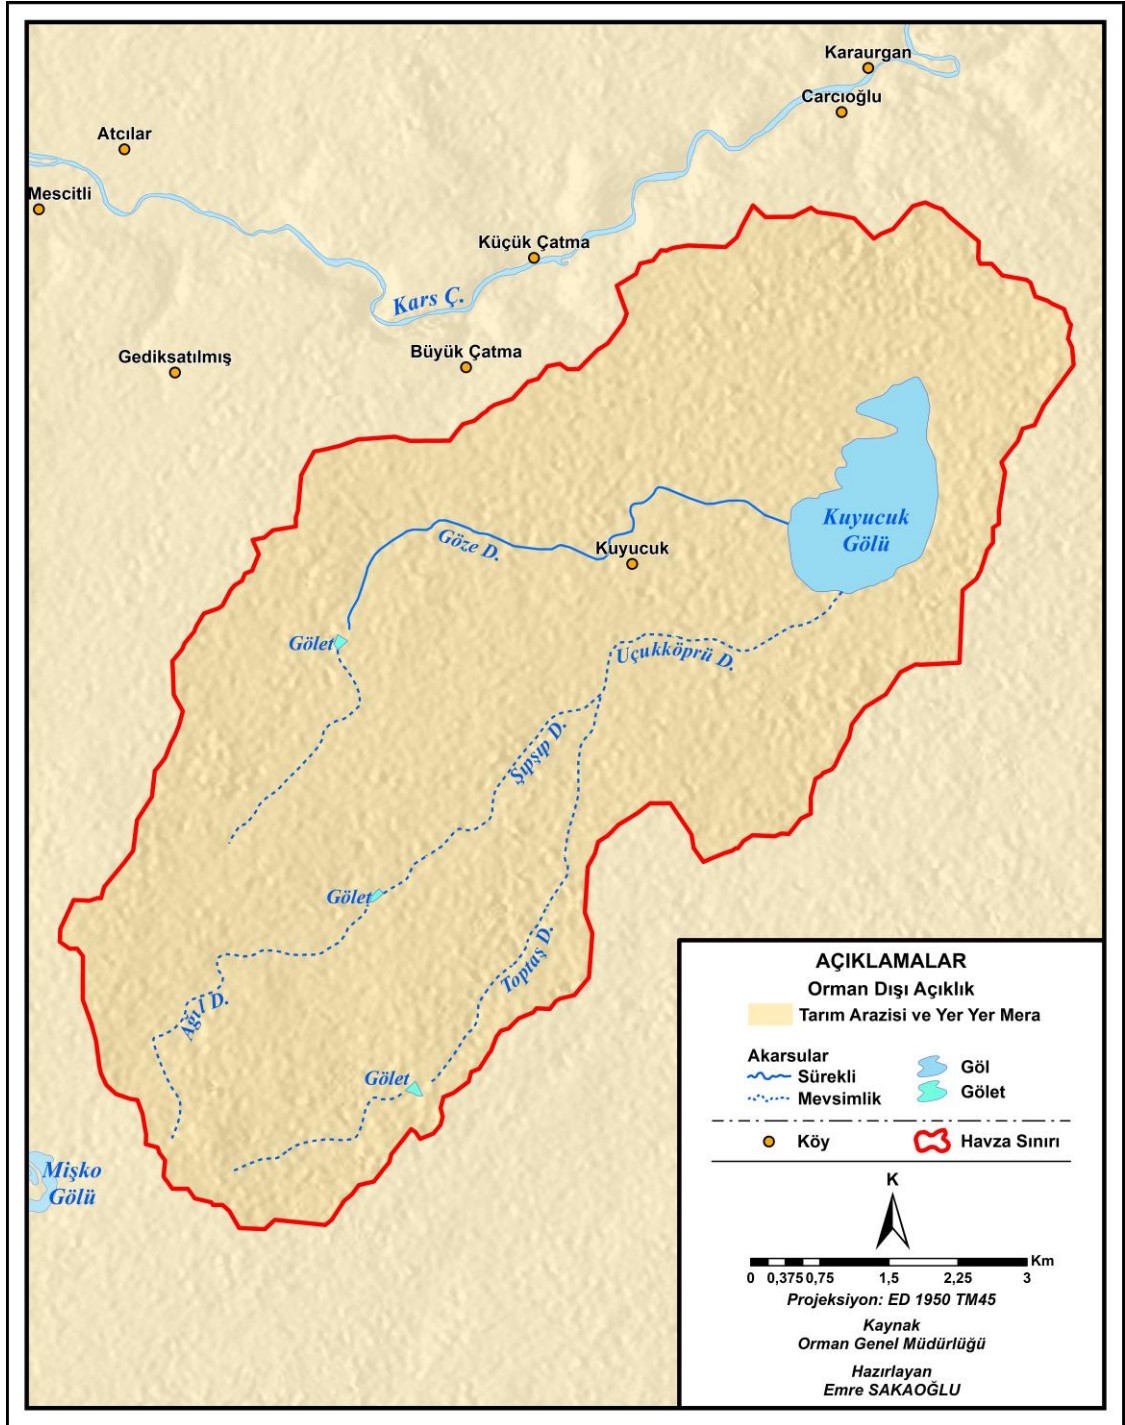 Karaurgan
Carcıoğlu
Atcılar
Mescitli
Küçük Çatma
Kars Ç.
Büyük Çatma
Gediksatılmış
Kuyucuk
Gölü
Göze D.
Kuyucuk
Gölet
Uçukköprü D.
Şıpşıp D.
Gölet
Toptaş D.
Ağıl D.
Gölet
Mişko
Gölü
AÇIKLAMALAR
Orman Dışı Açıklık
Tarım Arazisi ve Yer Yer Mera
Akarsular
Sürekli
Mevsimlik
Göl
Gölet
Köy
Havza Sınırı
K
Km
0 0,375 0,75 1,5 2,25 3
Projeksiyon: ED 1950 TM45
Kaynak
Orman Genel Müdürlüğü
Hazırlayan
Emre SAKAOĞLU